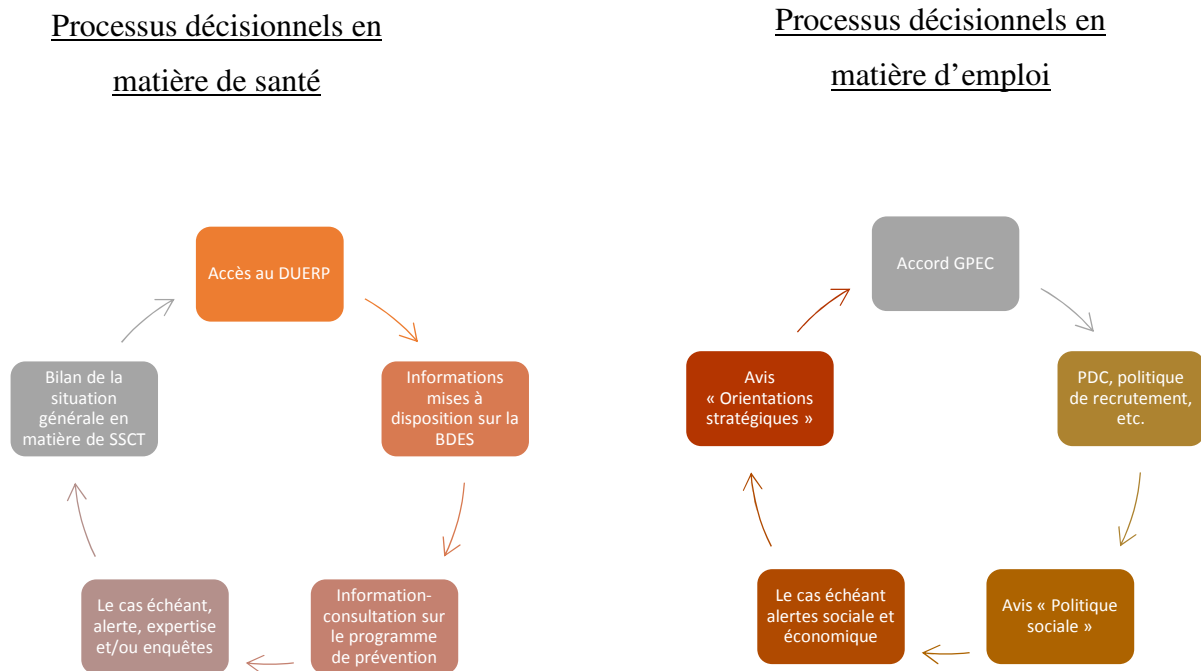 Processus décisionnels en
matière de santé
Accès au DUERP
Informations
mises à
disposition sur la
BDES
Information-
consultation sur
le programme
de prévention
Le cas échéant,
alerte, expertise
et/ou enquêtes
Bilan de la
situation
générale en
matière de SSCT
Processus décisionnels en
matière d’emploi
Accord GPEC
PDC, politique
de recrutement,
etc.
Avis « Politique
sociale »
Le cas échéant
alertes sociale et
économique
Avis
« Orientations
stratégiques »